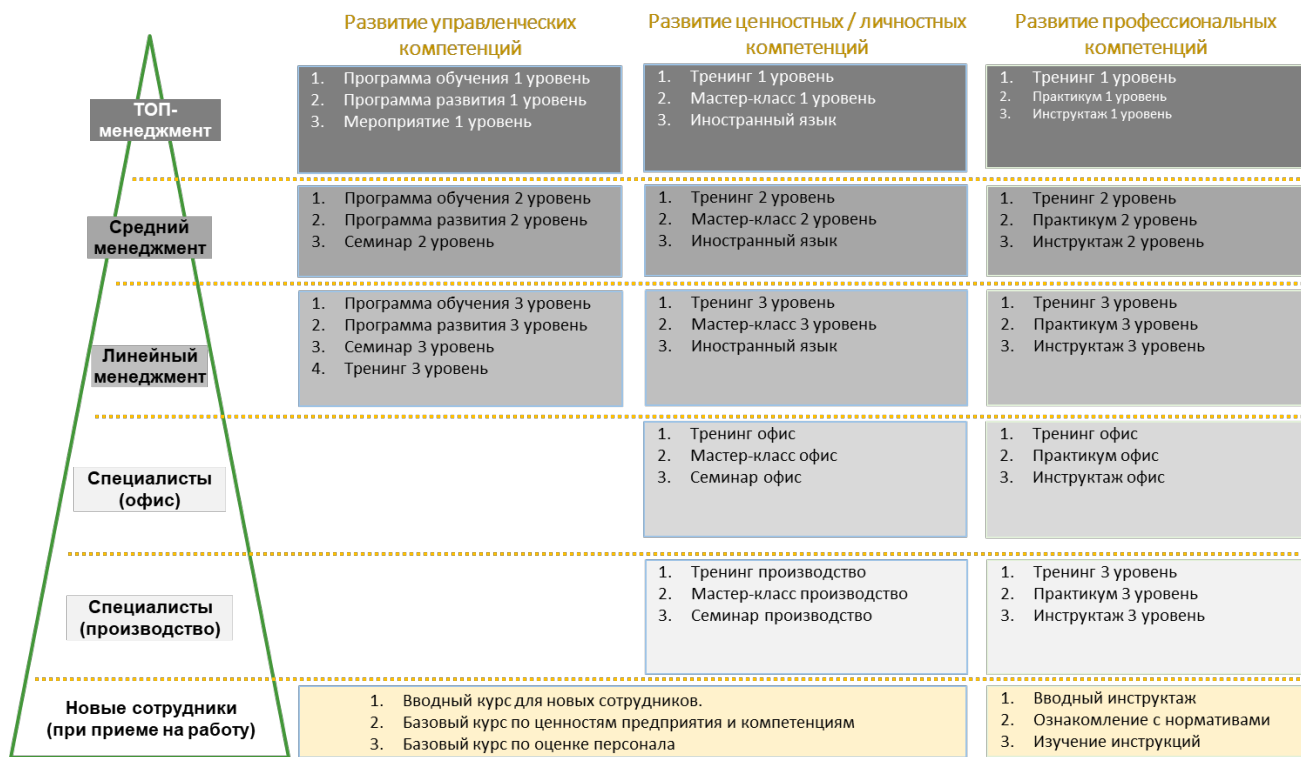 Развитие управленческих
компетенций
Развитие ценностных / личностных
компетенций
Развитие профессиональных
компетенций
ТОП-
менеджмент
1. Программа обучения 1 уровень
2. Программа развития 1 уровень
3. Мероприятие 1 уровень
1. Тренинг 1 уровень
2. Мастер-класс 1 уровень
3. Иностранный язык
1. Тренинг 1 уровень
2. Практикум 1 уровень
3. Инструктаж 1 уровень
Средний
менеджмент
1. Программа обучения 2 уровень
2. Программа развития 2 уровень
3. Семинар 2 уровень
1. Тренинг 2 уровень
2. Мастер-класс 2 уровень
3. Иностранный язык
1. Тренинг 2 уровень
2. Практикум 2 уровень
3. Инструктаж 2 уровень
Линейный
менеджмент
1. Программа обучения 3 уровень
2. Программа развития 3 уровень
3. Семинар 3 уровень
4. Тренинг 3 уровень
1. Тренинг 3 уровень
2. Мастер-класс 3 уровень
3. Иностранный язык
1. Тренинг 3 уровень
2. Практикум 3 уровень
3. Инструктаж 3 уровень
Специалисты
(офис)
1. Тренинг офис
2. Мастер-класс офис
3. Семинар офис
1. Тренинг офис
2. Практикум офис
3. Инструктаж офис
Специалисты
(производство)
1. Тренинг производство
2. Мастер-класс производство
3. Семинар производство
1. Тренинг 3 уровень
2. Практикум 3 уровень
3. Инструктаж 3 уровень
Новые сотрудники
(при приеме на работу)
1. Вводный курс для новых сотрудников.
2. Базовый курс по ценностям предприятия и компетенциям
3. Базовый курс по оценке персонала
1. Вводный инструктаж
2. Ознакомление с нормативами
3. Изучение инструкций